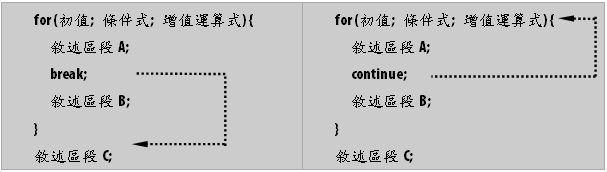 for(初值; 條件式; 增值運算式){
敘述區段 A;
break;
敘述區段 B;
}
敘述區段 C;
for(初值; 條件式; 增值運算式){
敘述區段 A;
continue;
敘述區段 B;
}
敘述區段 C;